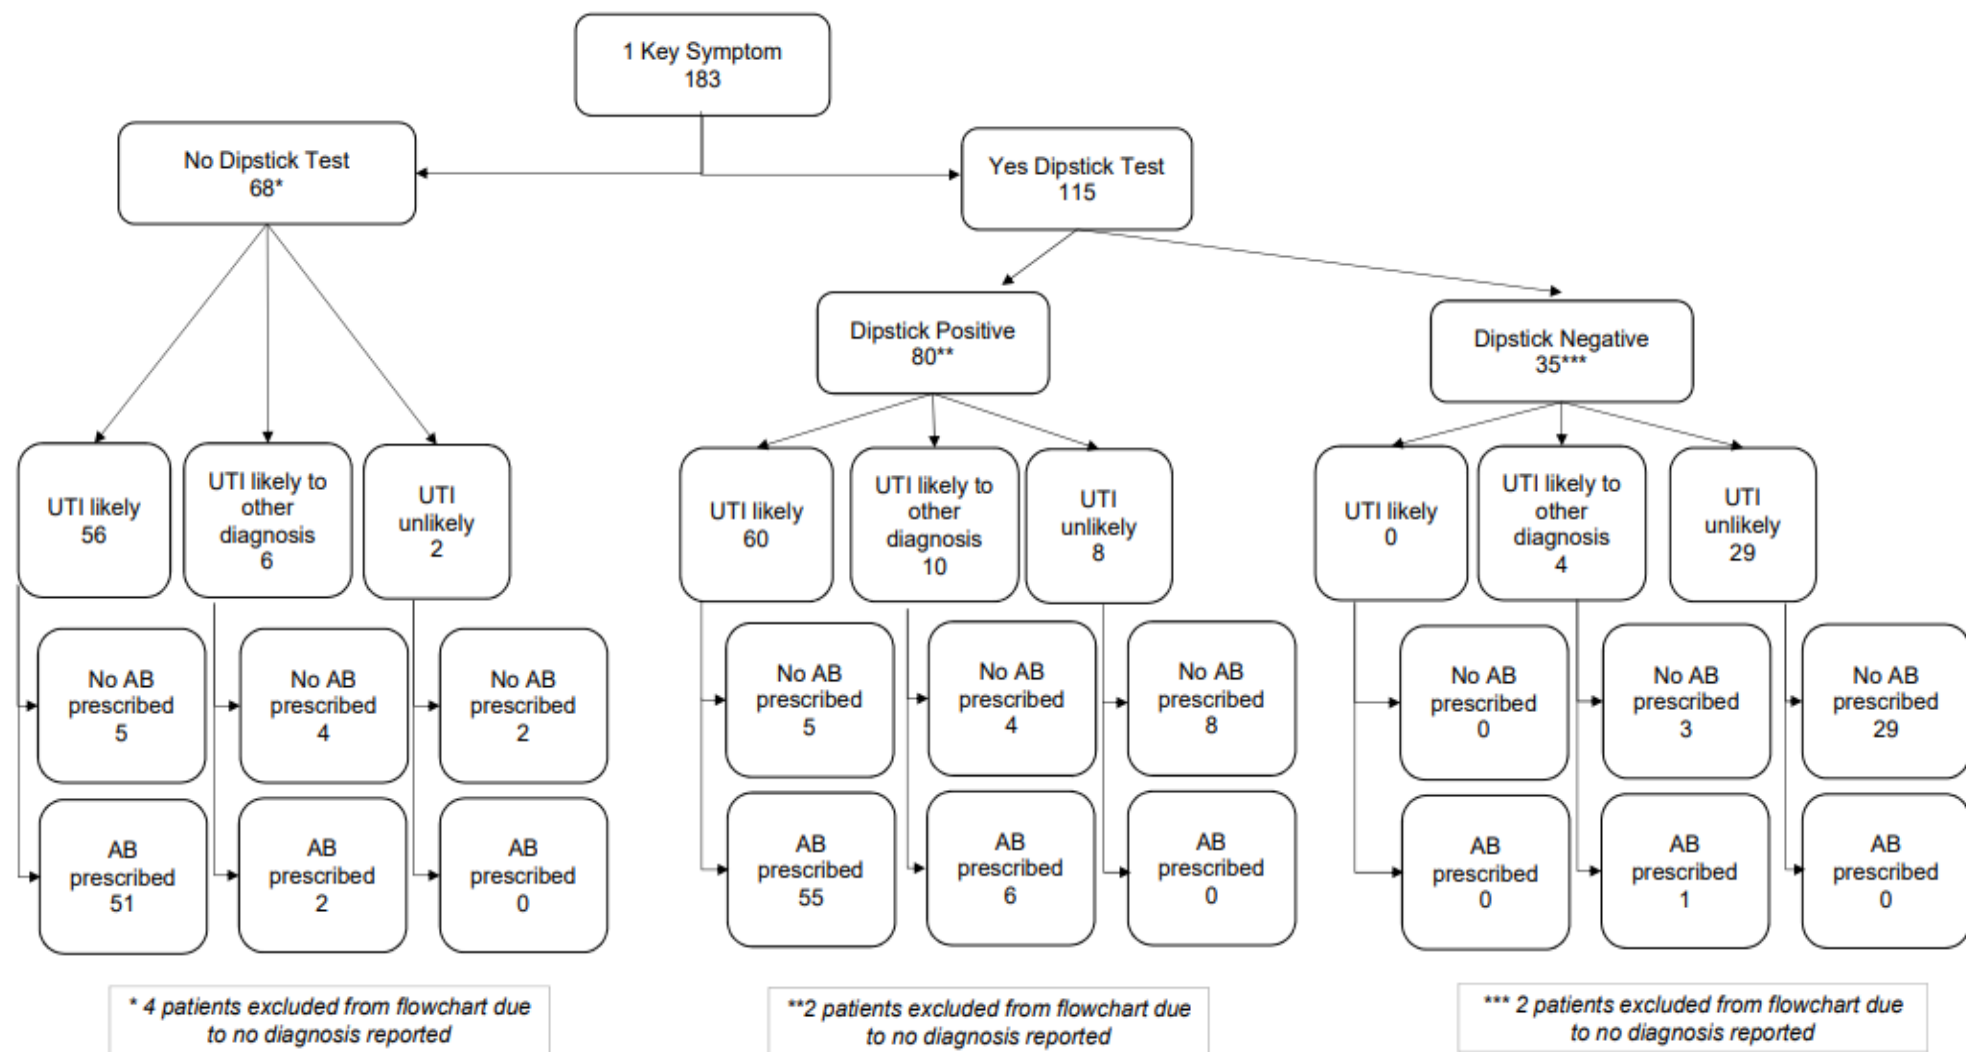 1 Key Symptom
183
No Dipstick Test
68*
Yes Dipstick Test
115
Dipstick Positive
80**
Dipstick Negative
35***
UTI likely
56
UTI likely to
other
diagnosis
6
UTI
unlikely
2
UTI likely
60
UTI likely to
other
diagnosis
10
UTI
unlikely
8
UTI likely
0
UTI likely to
other
diagnosis
4
UTI
unlikely
29
No AB
prescribed
5
No AB
prescribed
4
No AB
prescribed
2
No AB
prescribed
5
No AB
prescribed
4
No AB
prescribed
8
No AB
prescribed
0
No AB
prescribed
3
No AB
prescribed
29
AB
prescribed
51
AB
prescribed
2
AB
prescribed
0
AB
prescribed
55
AB
prescribed
6
AB
prescribed
0
AB
prescribed
0
AB
prescribed
1
AB
prescribed
0
* 4 patients excluded from flowchart due
to no diagnosis reported
**2 patients excluded from flowchart due
to no diagnosis reported
*** 2 patients excluded from flowchart due
to no diagnosis reported